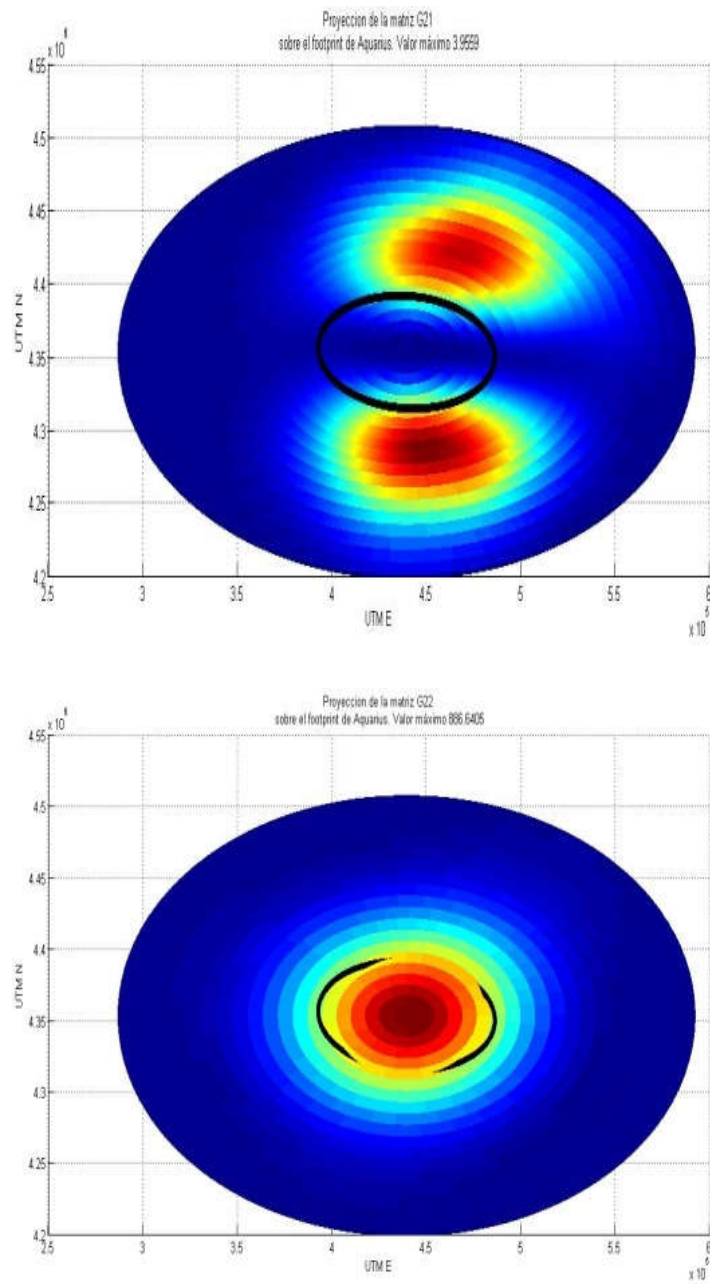 Proyeccion de la matriz G21
sobre el footprint de Aquarius. Valor máximo 3.9559
x 10⁶
4.55
4.5
4.45
4.4
4.35
4.3
4.25
4.2
UTM N
2.5 3 3.5 4 4.5 5 5.5 6
x 10⁵
UTM E
Proyeccion de la matriz G22
sobre el footprint de Aquarius. Valor máximo 886.6405
x 10⁶
4.55
4.5
4.45
4.4
4.35
4.3
4.25
4.2
UTM N
2.5 3 3.5 4 4.5 5 5.5 6
x 10⁵
UTM E